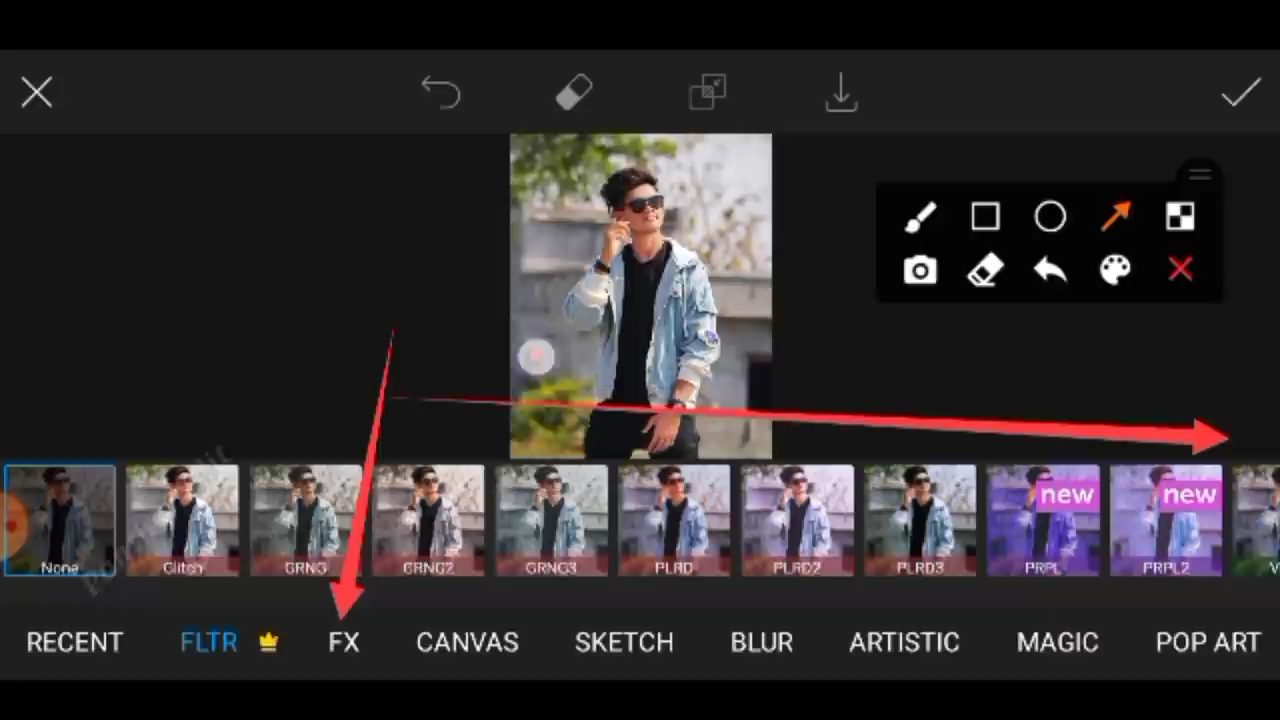 new
new
None
Glitch
GRNG
GRNG2
GRNG3
PLRD
PLRD2
PLRD3
PRPL
PRPL2
RECENT
FLTR
FX
CANVAS
SKETCH
BLUR
ARTISTIC
MAGIC
POP ART